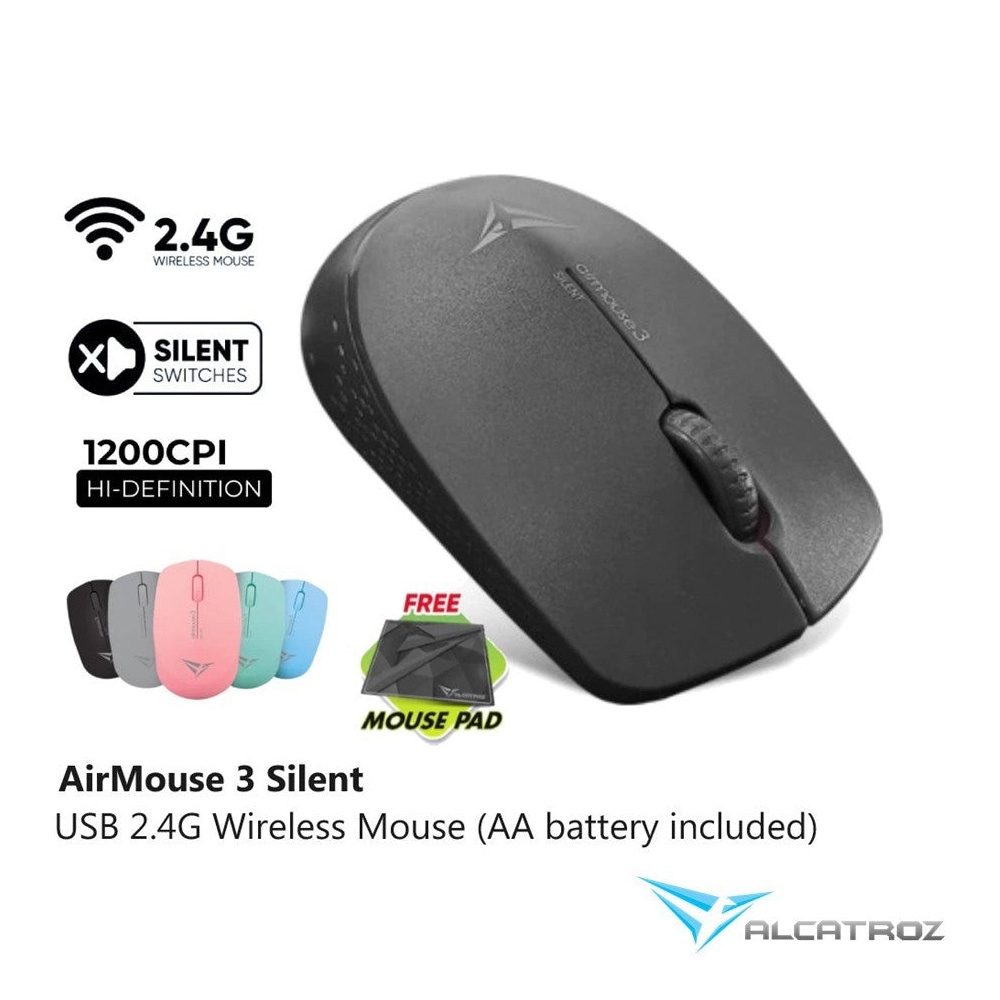 2.4G
WIRELESS MOUSE
SILENT
SWITCHES
1200CPI
HI-DEFINITION
airmouse 3
SILENT
FREE
ALCATROZ
MOUSE PAD
AirMouse 3 Silent
USB 2.4G Wireless Mouse (AA battery included)
ALCATROZ